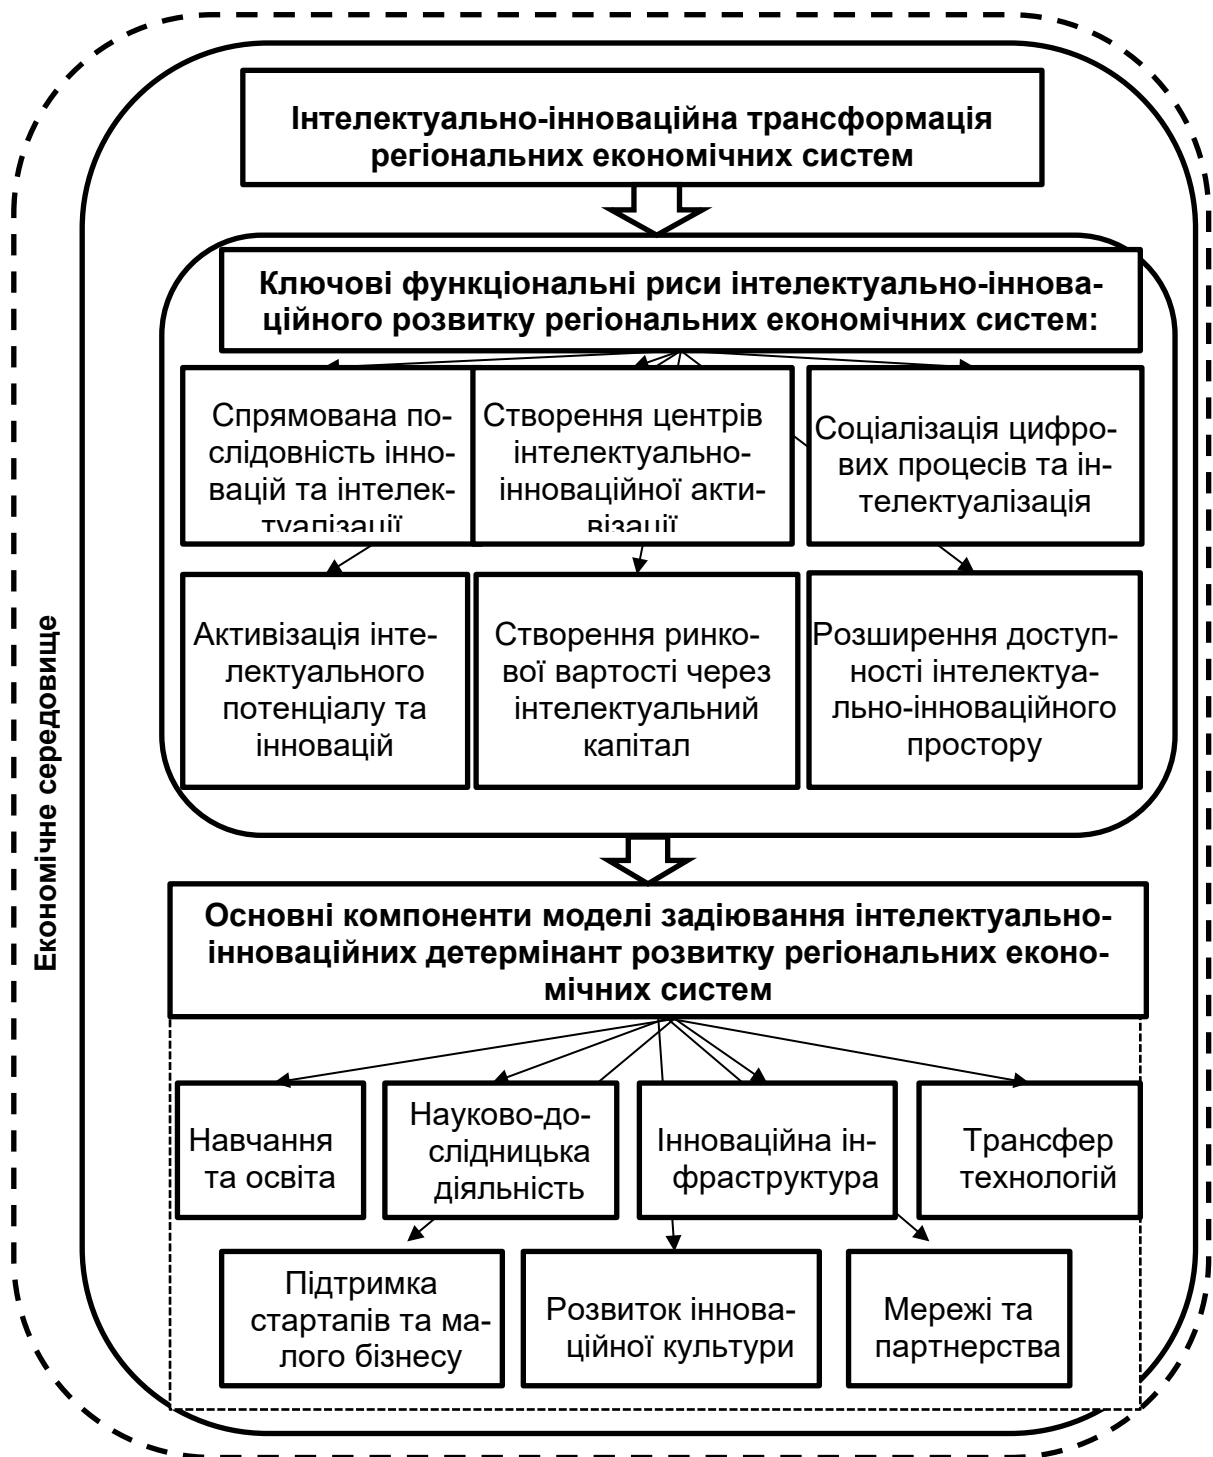 Інтелектуально-інноваційна трансформація
регіональних економічних систем
Ключові функціональні риси інтелектуально-іннова-
ційного розвитку регіональних економічних систем:
Спрямована по-
слідовність інно-
вацій та інтелек-
туалізації
Створення центрів
інтелектуально-
інноваційної акти-
візації
Соціалізація цифро-
вих процесів та ін-
телектуалізація
Активізація інте-
лектуального
потенціалу та
інновацій
Створення ринко-
вої вартості через
інтелектуальний
капітал
Розширення доступ-
ності інтелектуа-
льно-інноваційного
простору
Економічне середовище
Основні компоненти моделі задіювання інтелектуально-
інноваційних детермінант розвитку регіональних еконо-
мічних систем
Навчання
та освіта
Науково-до-
слідницька
діяльність
Інноваційна ін-
фраструктура
Трансфер
технологій
Підтримка
стартапів та ма-
лого бізнесу
Розвиток іннова-
ційної культури
Мережі та
партнерства